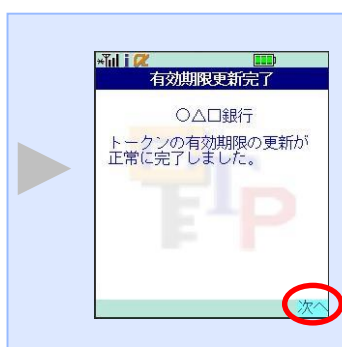 有効期限更新完了
○△□銀行
トークンの有効期限の更新が
正常に完了しました。
次へ